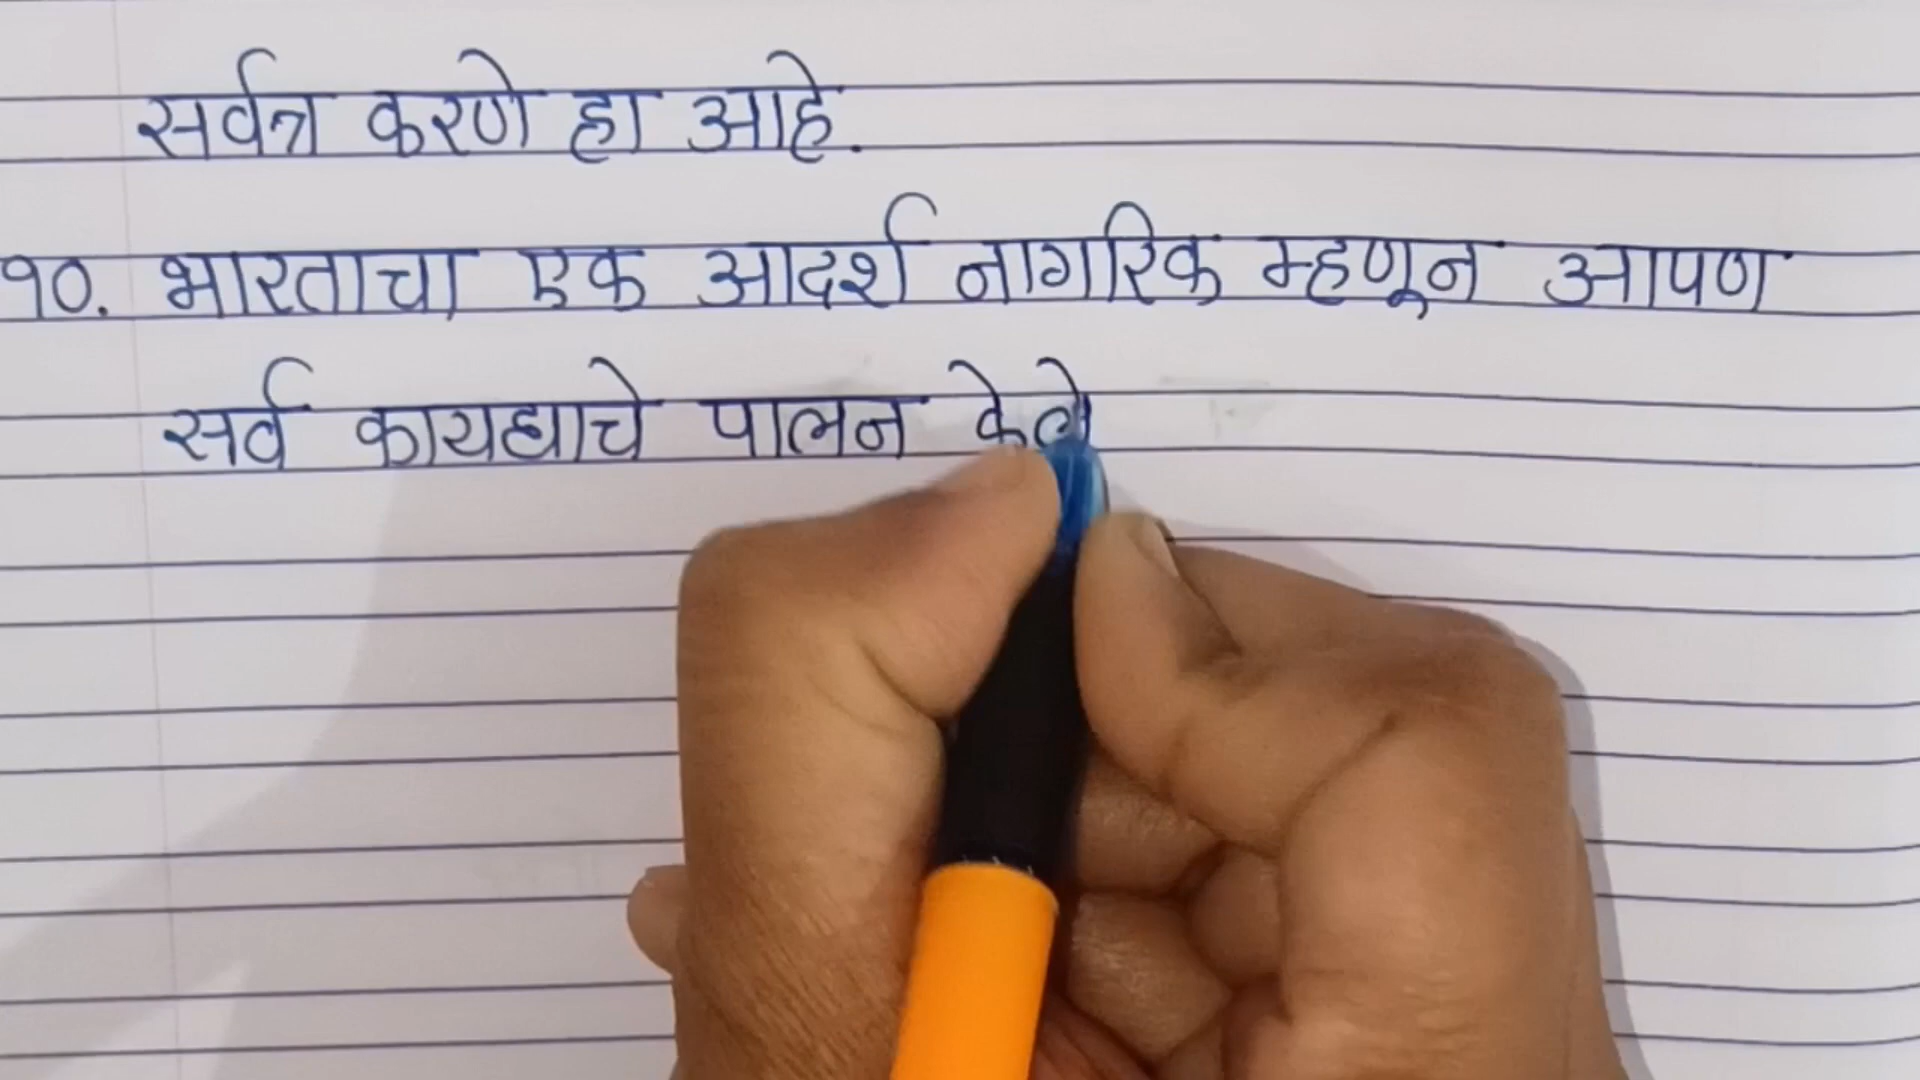 सर्वत्र करणे हा आहे.
१०. भारताचा एक आदर्श नागरिक म्हणून आपण
सर्व कायद्याचे पालन केले